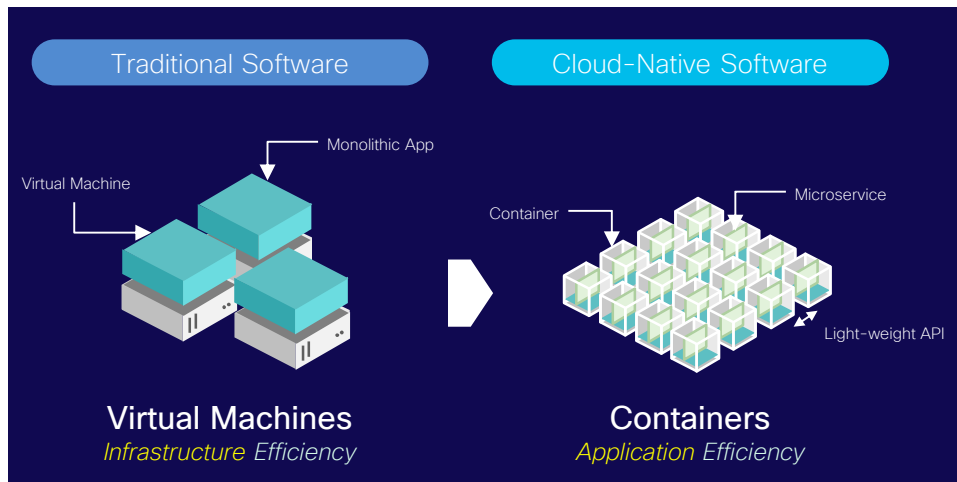 Traditional Software
Cloud-Native Software
Monolithic App
Virtual Machine
Container
Microservice
Light-weight API
Virtual Machines
Infrastructure Efficiency
Containers
Application Efficiency